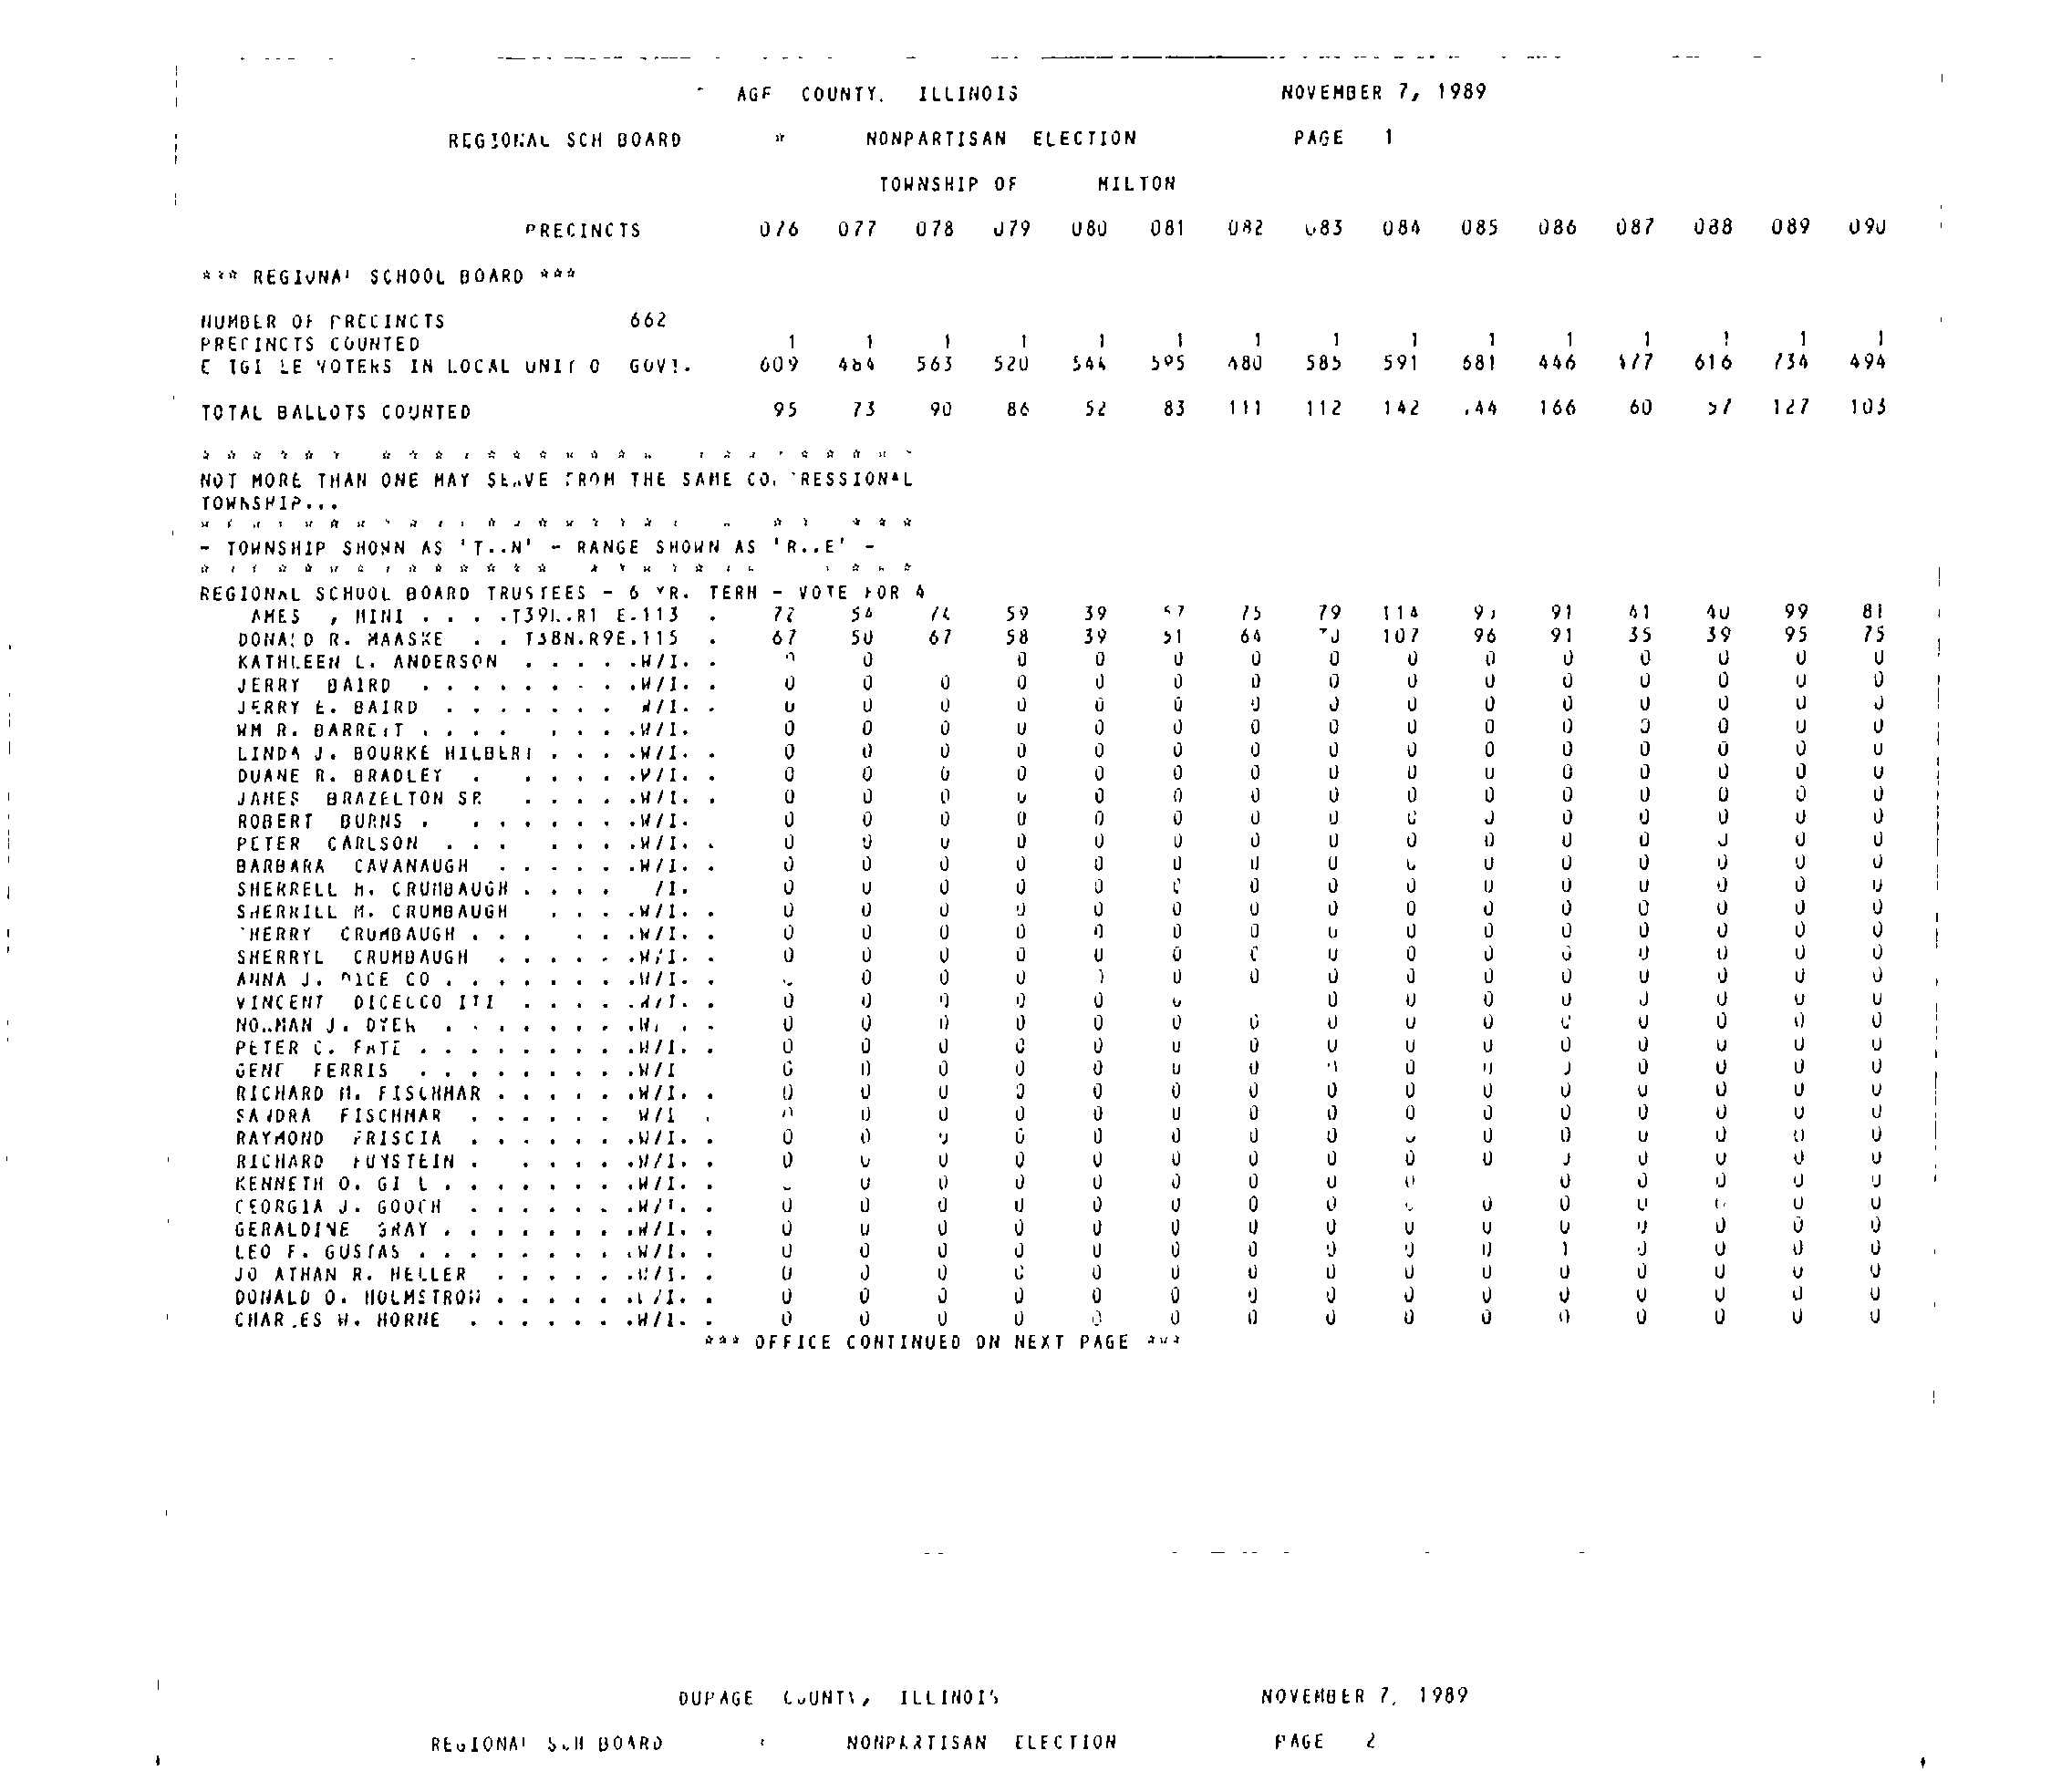 AGE COUNTY, ILLINOIS NOVEMBER 7, 1989
REGIONAL SCH BOARD * NONPARTISAN ELECTION PAGE 1
TOWNSHIP OF MILTON
PRECINCTS 076 077 078 079 080 081 082 083 084 085 086 087 088 089 090
*** REGIONAL SCHOOL BOARD ***
NUMBER OF PRECINCTS 662
PRECINCTS COUNTED 1 1 1 1 1 1 1 1 1 1 1 1 1 1 1
VOTERS IN LOCAL UNIT GOVT. 609 563 520 544 595 480 585 591 681 446 477 616 734 494
TOTAL BALLOTS COUNTED 95 73 90 86 52 83 111 112 142 144 166 60 57 127 103
NOT MORE THAN ONE MAY SERVE FROM THE SAME CONGRESSIONAL
TOWNSHIP...
- TOWNSHIP SHOWN AS 'T..N' - RANGE SHOWN AS 'R..E' -
REGIONAL SCHOOL BOARD TRUSTEES - 6 YR. TERM - VOTE FOR 4
72 54 74 59 39 57 75 79 114 91 41 40 99 81
DONALD R. MAASKE . . T38N.R9E.115 . 67 50 67 58 39 51 64 70 107 96 91 35 39 95 75
KATHLEEN L. ANDERSON . . . . .W/I. . 0 0 0 0 0 0 0 0 0 0 0 0 0 0
JERRY BAIRD . . . . . . . . .W/I. . 0 0 0 0 0 0 0 0 0 0 0 0 0 0 0
JERRY E. BAIRD . . . . . . . W/I. . 0 0 0 0 0 0 0 0 0 0 0 0 0 0 0
WM R. BARRETT . . . . . . . .W/I. 0 0 0 0 0 0 0 0 0 0 0 0 0 0 0
LINDA J. BOURKE HILBERT . . . .W/I. . 0 0 0 0 0 0 0 0 0 0 0 0 0 0 0
DUANE R. BRADLEY . . . . . .W/I. . 0 0 0 0 0 0 0 0 0 0 0 0 0 0 0
JAMES BRAZELTON SR . . . . .W/I. . 0 0 0 0 0 0 0 0 0 0 0 0 0 0 0
ROBERT BURNS . . . . . . . .W/I. 0 0 0 0 0 0 0 0 0 0 0 0 0 0 0
PETER CARLSON . . . . . . .W/I. . 0 0 0 0 0 0 0 0 0 0 0 0 0 0 0
BARBARA CAVANAUGH . . . . . .W/I. . 0 0 0 0 0 0 0 0 0 0 0 0 0 0 0
SHERRELL M. CRUMBAUGH . . . . /I. 0 0 0 0 0 0 0 0 0 0 0 0 0 0 0
SHERRILL M. CRUMBAUGH . . . .W/I. . 0 0 0 0 0 0 0 0 0 0 0 0 0 0 0
HERRY CRUMBAUGH . . . . . .W/I. . 0 0 0 0 0 0 0 0 0 0 0 0 0 0 0
SHERRYL CRUMBAUGH . . . . . .W/I. . 0 0 0 0 0 0 0 0 0 0 0 0 0 0 0
ANNA J. . . . . . . . .W/I. . 0 0 0 0 0 0 0 0 0 0 0 0 0
VINCENT DICELCO III . . . . .W/I. . 0 0 0 0 0 0 0 0 0 0 0 0 0 0
NORMAN J. DYER . . . . . . . .W. . . 0 0 0 0 0 0 0 0 0 0 0 0 0 0 0
PETER C. . . . . . . . . .W/I. . 0 0 0 0 0 0 0 0 0 0 0 0 0 0 0
GENE FERRIS . . . . . . . . .W/I 0 0 0 0 0 0 0 0 0 0 0 0 0 0 0
RICHARD M. FISCHMAR . . . . . .W/I. . 0 0 0 0 0 0 0 0 0 0 0 0 0 0 0
SANDRA FISCHMAR . . . . . . W/I . 0 0 0 0 0 0 0 0 0 0 0 0 0 0 0
RAYMOND FRISCIA . . . . . . .W/I. . 0 0 0 0 0 0 0 0 0 0 0 0 0 0 0
RICHARD . . . . . . .W/I. . 0 0 0 0 0 0 0 0 0 0 0 0 0 0 0
KENNETH O. . . . . . . . .W/I. . 0 0 0 0 0 0 0 0 0 0 0 0 0
GEORGIA J. GOOCH . . . . . . .W/I. . 0 0 0 0 0 0 0 0 0 0 0 0 0 0
GERALDINE GRAY . . . . . . . .W/I. . 0 0 0 0 0 0 0 0 0 0 0 0 0 0 0
LEO F. GUSTAS . . . . . . . . .W/I. . 0 0 0 0 0 0 0 0 0 0 1 0 0 0 0
JO ATHAN R. HELLER . . . . . .W/I. . 0 0 0 0 0 0 0 0 0 0 0 0 0 0 0
DONALD O. HOLMSTROM . . . . . . /I. . 0 0 0 0 0 0 0 0 0 0 0 0 0 0 0
CHARLES W. HORNE . . . . . . .W/I. . 0 0 0 0 0 0 0 0 0 0 0 0 0 0 0
*** OFFICE CONTINUED ON NEXT PAGE ***
DUPAGE COUNTY, ILLINOIS NOVEMBER 7, 1989
REGIONAL SCH BOARD NONPARTISAN ELECTION PAGE 2